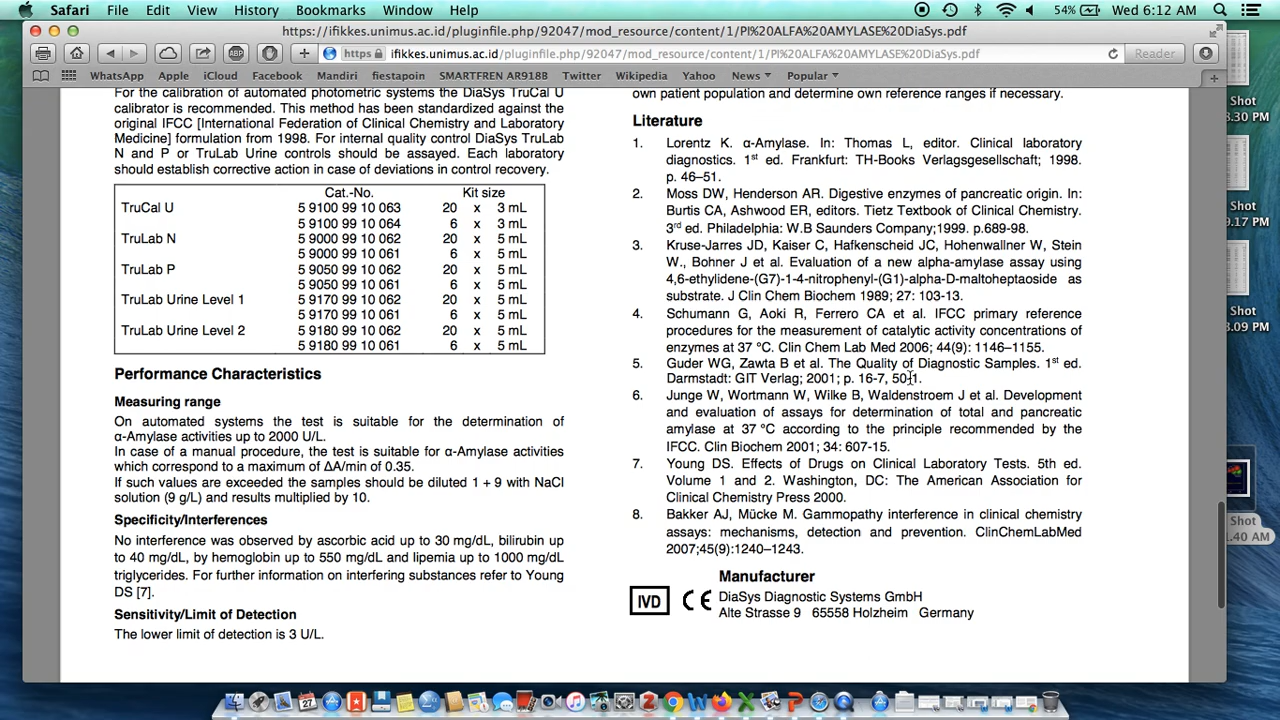 Safari File Edit View History Bookmarks Window Help 54% Wed 6:12 AM
https://ifikkes.unimus.ac.id/pluginfile.php/92047/mod_resource/content/1/PI%20ALFA%20AMYLASE%20DiaSys.pdf
ABP https ifikkes.unimus.ac.id/pluginfile.php/92047/mod_resource/content/1/PI%20ALFA%20AMYLASE%20DiaSys.pdf Reader
WhatsApp Apple iCloud Facebook Mandiri fiestapoin SMARTFREN AR918B Twitter Wikipedia Yahoo News Popular
For the calibration of automated photometric systems the DiaSys TruCal U
calibrator is recommended. This method has been standardized against the
original IFCC [International Federation of Clinical Chemistry and Laboratory
Medicine] formulation from 1998. For internal quality control DiaSys TruLab
N and P or TruLab Urine controls should be assayed. Each laboratory
should establish corrective action in case of deviations in control recovery.
Cat.-No. Kit size
TruCal U 5 9100 99 10 063 20 x 3 mL
5 9100 99 10 064 6 x 3 mL
TruLab N 5 9000 99 10 062 20 x 5 mL
5 9000 99 10 061 6 x 5 mL
TruLab P 5 9050 99 10 062 20 x 5 mL
5 9050 99 10 061 6 x 5 mL
TruLab Urine Level 1 5 9170 99 10 062 20 x 5 mL
5 9170 99 10 061 6 x 5 mL
TruLab Urine Level 2 5 9180 99 10 062 20 x 5 mL
5 9180 99 10 061 6 x 5 mL
Performance Characteristics
Measuring range
On automated systems the test is suitable for the determination of
α-Amylase activities up to 2000 U/L.
In case of a manual procedure, the test is suitable for α-Amylase activities
which correspond to a maximum of ΔA/min of 0.35.
If such values are exceeded the samples should be diluted 1 + 9 with NaCl
solution (9 g/L) and results multiplied by 10.
Specificity/Interferences
No interference was observed by ascorbic acid up to 30 mg/dL, bilirubin up
to 40 mg/dL, by hemoglobin up to 550 mg/dL and lipemia up to 1000 mg/dL
triglycerides. For further information on interfering substances refer to Young
DS [7].
Sensitivity/Limit of Detection
The lower limit of detection is 3 U/L.
own patient population and determine own reference ranges if necessary.
Literature
1. Lorentz K. α-Amylase. In: Thomas L, editor. Clinical laboratory
diagnostics. 1st ed. Frankfurt: TH-Books Verlagsgesellschaft; 1998.
p. 46–51.
2. Moss DW, Henderson AR. Digestive enzymes of pancreatic origin. In:
Burtis CA, Ashwood ER, editors. Tietz Textbook of Clinical Chemistry.
3rd ed. Philadelphia: W.B Saunders Company;1999. p.689-98.
3. Kruse-Jarres JD, Kaiser C, Hafkenscheid JC, Hohenwallner W, Stein
W., Bohner J et al. Evaluation of a new alpha-amylase assay using
4,6-ethylidene-(G7)-1-4-nitrophenyl-(G1)-alpha-D-maltoheptaoside as
substrate. J Clin Chem Biochem 1989; 27: 103-13.
4. Schumann G, Aoki R, Ferrero CA et al. IFCC primary reference
procedures for the measurement of catalytic activity concentrations of
enzymes at 37 °C. Clin Chem Lab Med 2006; 44(9): 1146–1155.
5. Guder WG, Zawta B et al. The Quality of Diagnostic Samples. 1st ed.
Darmstadt: GIT Verlag; 2001; p. 16-7, 50-1.
6. Junge W, Wortmann W, Wilke B, Waldenstroem J et al. Development
and evaluation of assays for determination of total and pancreatic
amylase at 37 °C according to the principle recommended by the
IFCC. Clin Biochem 2001; 34: 607-15.
7. Young DS. Effects of Drugs on Clinical Laboratory Tests. 5th ed.
Volume 1 and 2. Washington, DC: The American Association for
Clinical Chemistry Press 2000.
8. Bakker AJ, Mücke M. Gammopathy interference in clinical chemistry
assays: mechanisms, detection and prevention. ClinChemLabMed
2007;45(9):1240–1243.
Manufacturer
IVD CE DiaSys Diagnostic Systems GmbH
Alte Strasse 9 65558 Holzheim Germany
Shot
8.30 PM
Shot
9.17 PM
Shot
8.09 PM
Shot
1.40 AM